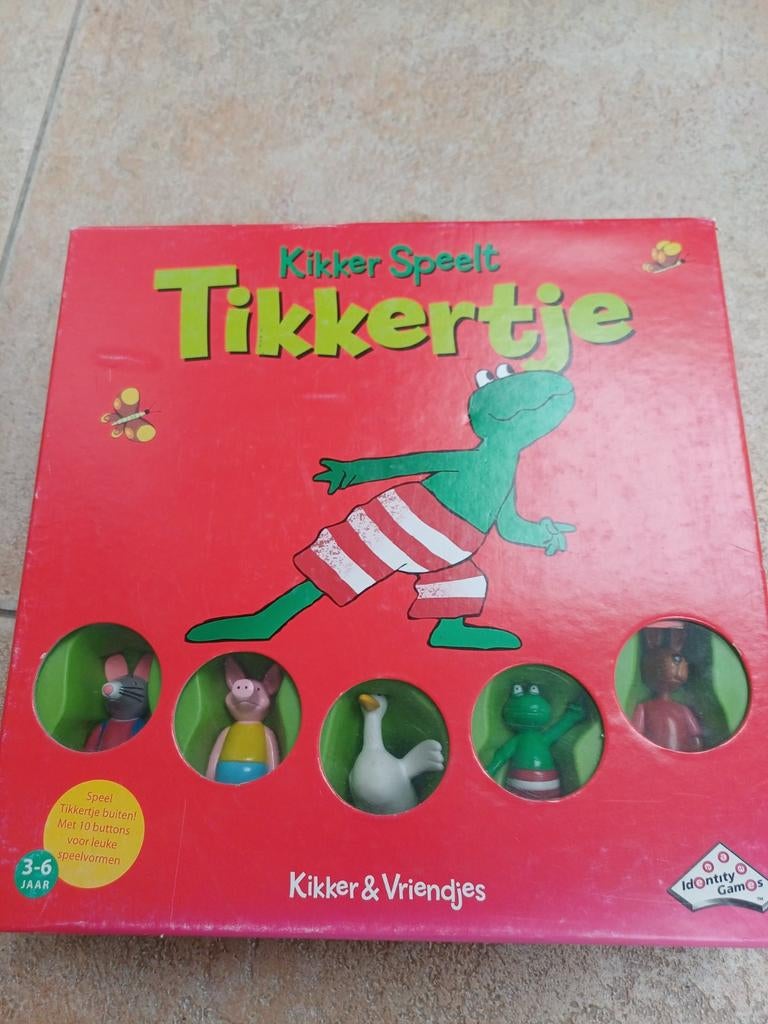 Kikker Speelt
Tikkertje
Speel
Tikkertje buiten!
Met 10 buttons
voor leuke
speelvormen
3-6
JAAR
Kikker & Vriendjes
Identity
Games
TM